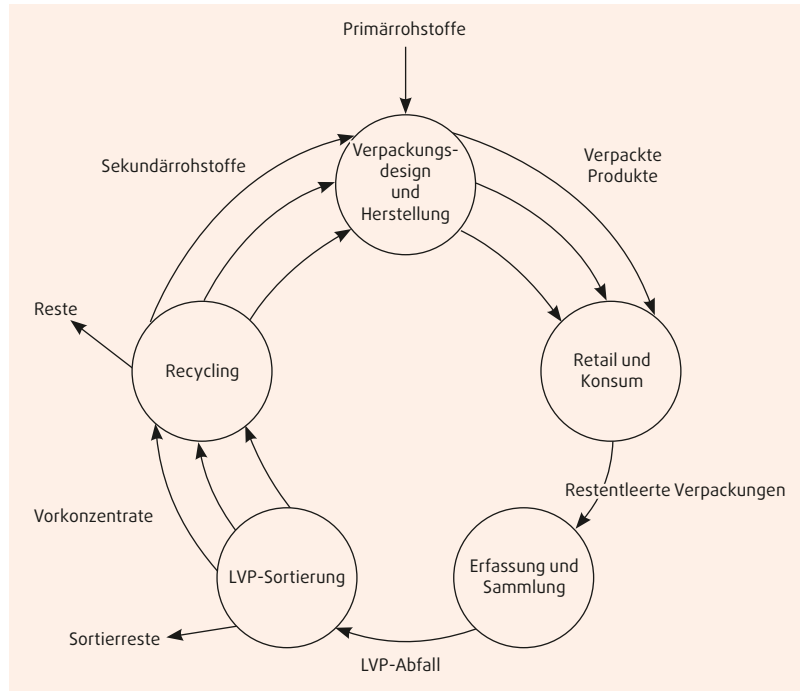 Primärrohstoffe
Verpackungs-
design
und
Herstellung
Verpackte
Produkte
Sekundärrohstoffe
Reste
Recycling
Retail und
Konsum
Restentleerte Verpackungen
Vorkonzentrate
LVP-Sortierung
Erfassung und
Sammlung
Sortierreste
LVP-Abfall